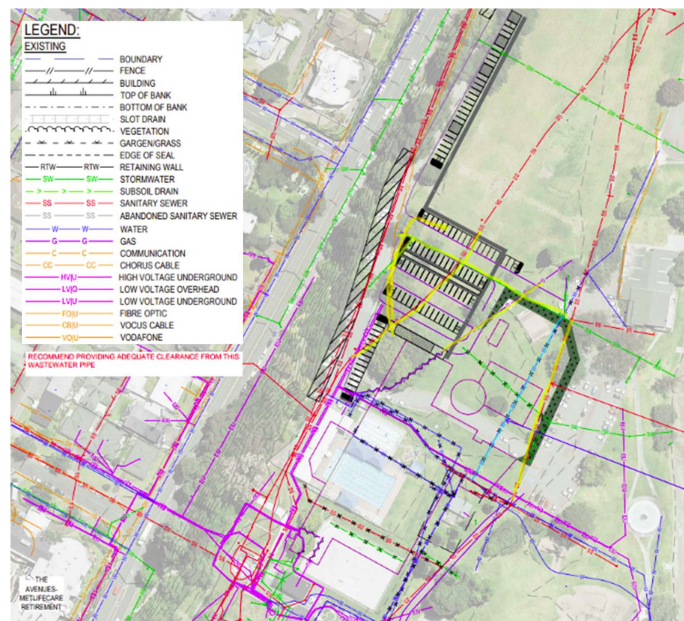 LEGEND:
EXISTING
BOUNDARY
// // FENCE
BUILDING
TOP OF BANK
BOTTOM OF BANK
SLOT DRAIN
VEGETATION
GARGEN/GRASS
EDGE OF SEAL
RTW RTW RETAINING WALL
SW SW STORMWATER
> > > SUBSOIL DRAIN
SS SS SANITARY SEWER
SS SS ABANDONED SANITARY SEWER
W W WATER
G G GAS
C C COMMUNICATION
CC CC CHORUS CABLE
HV|U HIGH VOLTAGE UNDERGROUND
LV|O LOW VOLTAGE OVERHEAD
LV|U LOW VOLTAGE UNDERGROUND
FO|U FIBRE OPTIC
CB|U VOCUS CABLE
VO|U VODAFONE
RECOMMEND PROVIDING ADEQUATE CLEARANCE FROM THIS
WASTEWATER PIPE
THE
AVENUES-
METLIFECARE
RETIREMENT